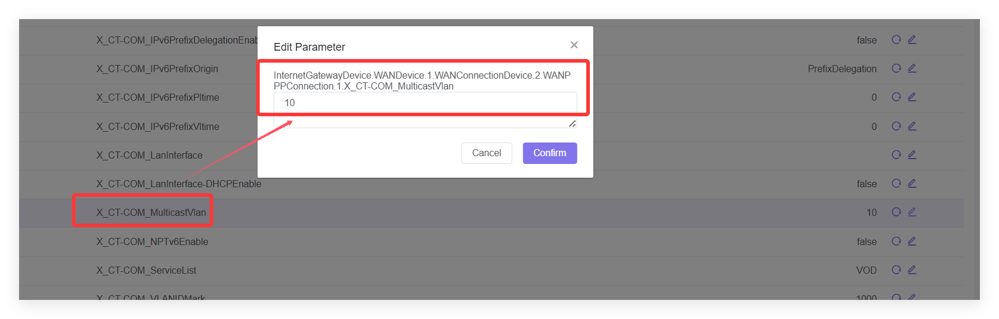 X_CT-COM_IPv6PrefixDelegationEnab
false
Edit Parameter
X_CT-COM_IPv6PrefixOrigin
PrefixDelegation
InternetGatewayDevice.WANDevice.1.WANConnectionDevice.2.WANP
PPConnection.1.X_CT-COM_MulticastVlan
10
X_CT-COM_IPv6PrefixPltime
0
X_CT-COM_IPv6PrefixVltime
0
Cancel
Confirm
X_CT-COM_LanInterface
X_CT-COM_LanInterface-DHCPEnable
false
X_CT-COM_MulticastVlan
10
X_CT-COM_NPTv6Enable
false
X_CT-COM_ServiceList
VOD
X_CT-COM_VLANIDMark
1000